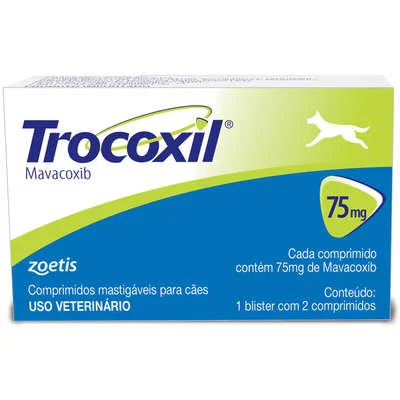 Trocoxil®
Mavacoxib
75mg
Cada comprimido
contém 75mg de Mavacoxib
zoetis
Comprimidos mastigáveis para cães
USO VETERINÁRIO
Conteúdo:
1 blister com 2 comprimidos